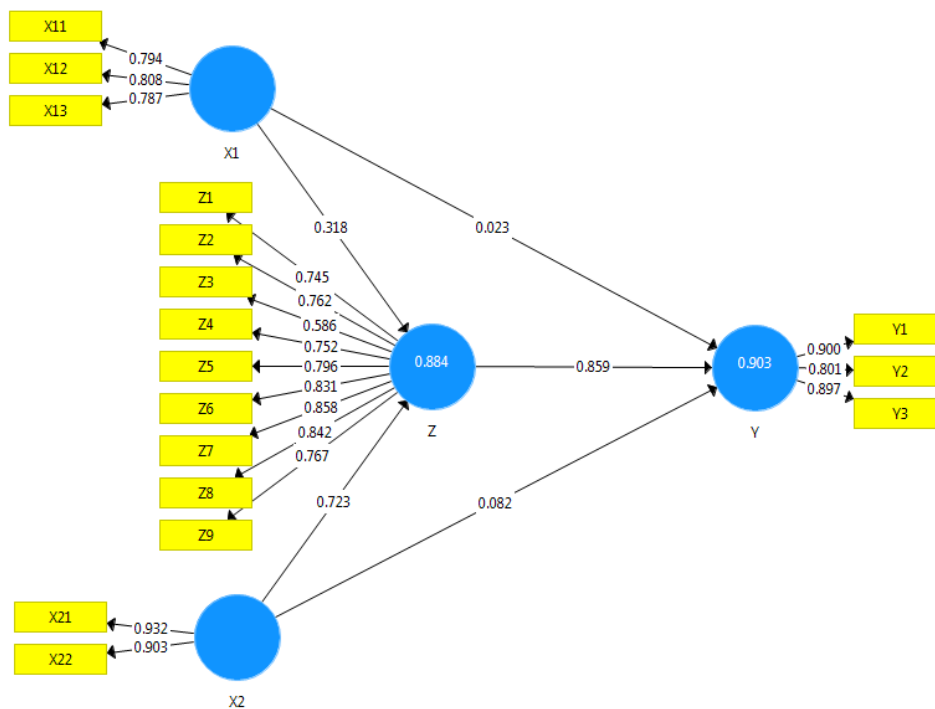 X11
X12
X13
0.794
0.808
0.787
X1
Z1
Z2
Z3
Z4
Z5
Z6
Z7
Z8
Z9
0.318
0.023
0.745
0.762
0.586
0.752
0.796
0.831
0.858
0.842
0.767
0.884
Z
0.859
0.903
Y
0.900
0.801
0.897
Y1
Y2
Y3
0.723
0.082
X21
X22
0.932
0.903
X2